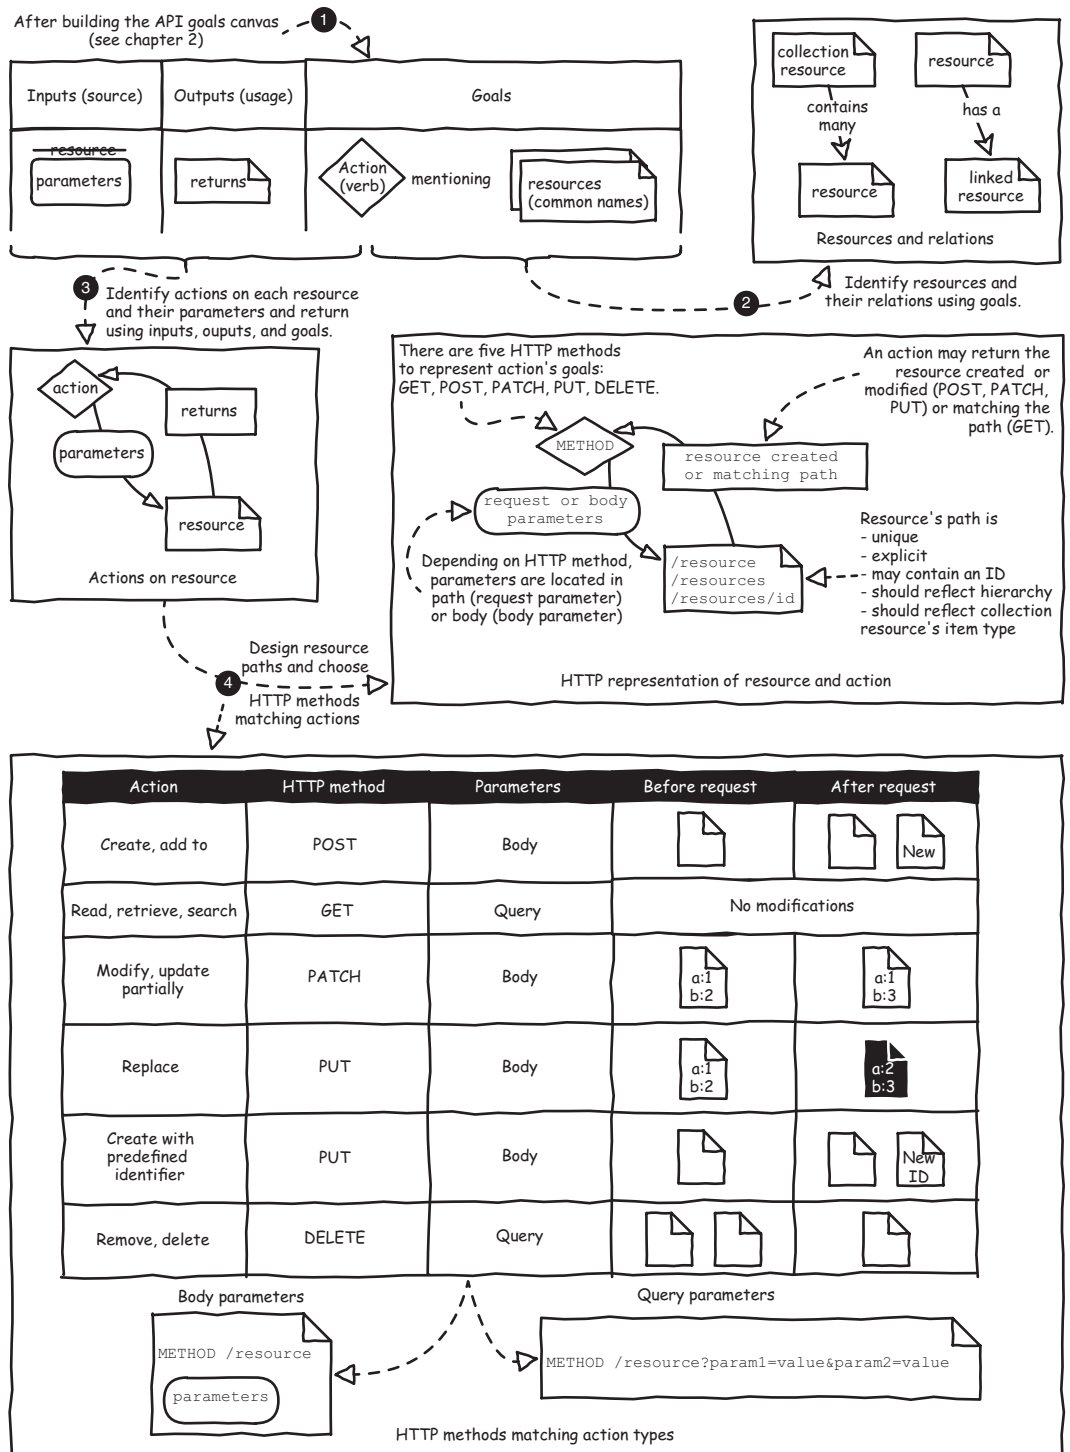 After building the API goals canvas
(see chapter 2)
1
Inputs (source)
Outputs (usage)
Goals
resource
parameters
returns
Action
(verb)
mentioning
resources
(common names)
collection
resource
contains
many
resource
resource
has a
linked
resource
Resources and relations
3
Identify actions on each resource
and their parameters and return
using inputs, ouputs, and goals.
2
Identify resources and
their relations using goals.
action
returns
parameters
resource
Actions on resource
There are five HTTP methods
to represent action's goals:
GET, POST, PATCH, PUT, DELETE.
An action may return the
resource created or
modified (POST, PATCH,
PUT) or matching the
path (GET).
METHOD
resource created
or matching path
request or body
parameters
Depending on HTTP method,
parameters are located in
path (request parameter)
or body (body parameter)
/resource
/resources
/resources/id
Resource's path is
- unique
- explicit
- may contain an ID
- should reflect hierarchy
- should reflect collection
resource's item type
HTTP representation of resource and action
4
Design resource
paths and choose
HTTP methods
matching actions
Action HTTP method Parameters Before request After request
Create, add to POST Body
New
Read, retrieve, search GET Query No modifications
Modify, update
partially
PATCH
Body
a:1
b:2
a:1
b:3
Replace
PUT
Body
a:1
b:2
a:2
b:3
Create with
predefined
identifier
PUT
Body
New
ID
Remove, delete DELETE Query
Body parameters
METHOD /resource
parameters
Query parameters
METHOD /resource?param1=value&param2=value
HTTP methods matching action types